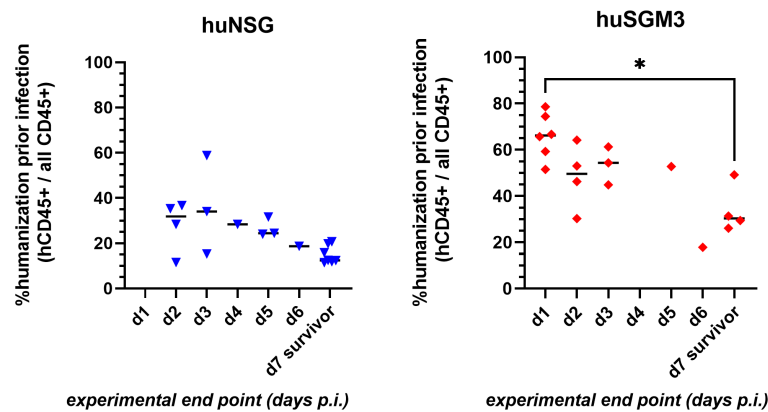 huNSG
%humanization prior infection
(hCD45+ / all CD45+)
100
80
60
40
20
0
d1
d2
d3
d4
d5
d6
d7 survivor
experimental end point (days p.i.)
huSGM3
%humanization prior infection
(hCD45+ / all CD45+)
100
80
60
40
20
0
*
d1
d2
d3
d4
d5
d6
d7 survivor
experimental end point (days p.i.)